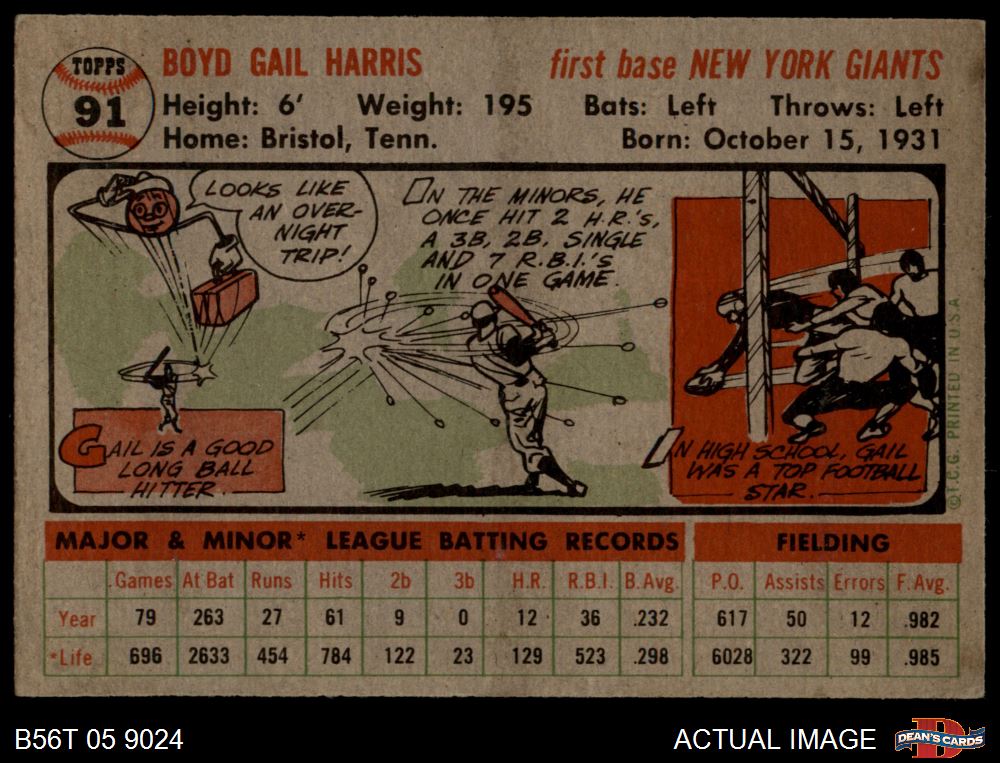 TOPPS
91
BOYD GAIL HARRIS first base NEW YORK GIANTS
Height: 6' Weight: 195 Bats: Left Throws: Left
Home: Bristol, Tenn. Born: October 15, 1931
LOOKS LIKE
AN OVER-
NIGHT
TRIP!
GAIL IS A GOOD
LONG BALL
HITTER.
IN THE MINORS, HE
ONCE HIT 2 H.R.'s,
A 3B, 2B, SINGLE
AND 7 R.B.I.'s
IN ONE GAME.
IN HIGH SCHOOL, GAIL
WAS A TOP FOOTBALL
STAR.
©T.C.G. PRINTED IN U.S.A.
MAJOR & MINOR* LEAGUE BATTING RECORDS FIELDING
Games At Bat Runs Hits 2b 3b H.R. R.B.I. B.Avg. P.O. Assists Errors F.Avg.
Year 79 263 27 61 9 0 12 36 .232 617 50 12 .982
*Life 696 2633 454 784 122 23 129 523 .298 6028 322 99 .985
B56T 05 9024 ACTUAL IMAGE DEAN'S CARDS